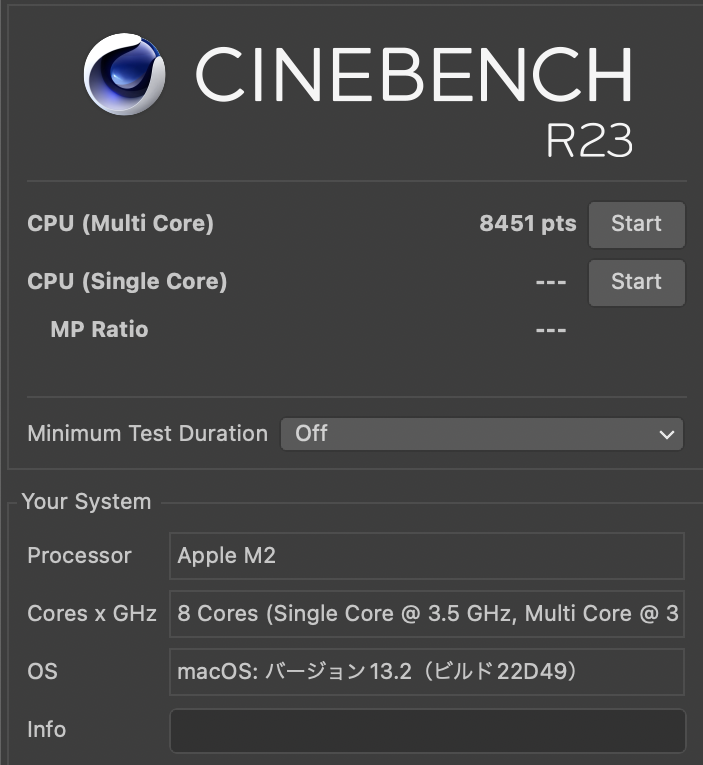 CINEBENCH
R23
CPU (Multi Core) 8451 pts Start
CPU (Single Core) --- Start
MP Ratio ---
Minimum Test Duration Off
Your System
Processor Apple M2
Cores x GHz 8 Cores (Single Core @ 3.5 GHz, Multi Core @ 3
OS macOS: バージョン13.2（ビルド22D49）
Info